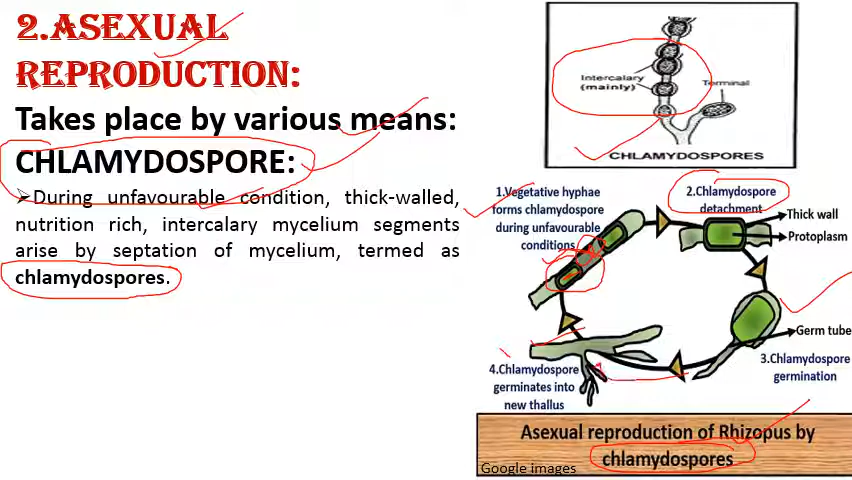 2.ASEXUAL
REPRODUCTION:
Takes place by various means:
CHLAMYDOSPORE:
➢During unfavourable condition, thick-walled,
nutrition rich, intercalary mycelium segments
arise by septation of mycelium, termed as
chlamydospores.
Intercalary
(mainly)
Terminal
CHLAMYDOSPORES
1.Vegetative hyphae
forms chlamydospore
during unfavourable
conditions
2.Chlamydospore
detachment
Thick wall
Protoplasm
Germ tube
3.Chlamydospore
germination
4.Chlamydospore
germinates into
new thallus
Asexual reproduction of Rhizopus by
chlamydospores
Google images